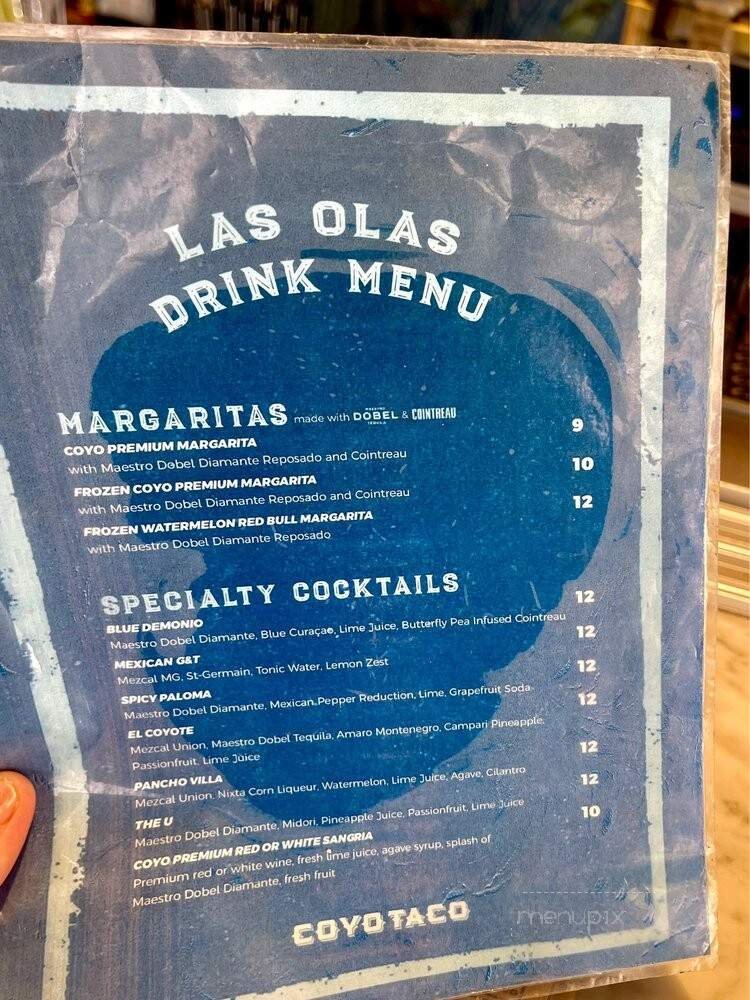 LAS OLAS
DRINK MENU
MARGARITAS made with MAESTRO DOBEL TEQUILA & COINTREAU
COYO PREMIUM MARGARITA 9
with Maestro Dobel Diamante Reposado and Cointreau
FROZEN COYO PREMIUM MARGARITA 10
with Maestro Dobel Diamante Reposado and Cointreau
FROZEN WATERMELON RED BULL MARGARITA 12
with Maestro Dobel Diamante Reposado
SPECIALTY COCKTAILS
BLUE DEMONIO 12
Maestro Dobel Diamante, Blue Curaçao, Lime Juice, Butterfly Pea Infused Cointreau
MEXICAN G&T 12
Mezcal MG, St-Germain, Tonic Water, Lemon Zest
SPICY PALOMA 12
Maestro Dobel Diamante, Mexican Pepper Reduction, Lime, Grapefruit Soda
EL COYOTE 12
Mezcal Union, Maestro Dobel Tequila, Amaro Montenegro, Campari Pineapple,
Passionfruit, Lime Juice
PANCHO VILLA 12
Mezcal Union, Nixta Corn Liqueur, Watermelon, Lime Juice, Agave, Cilantro
THE U 12
Maestro Dobel Diamante, Midori, Pineapple Juice, Passionfruit, Lime Juice
COYO PREMIUM RED OR WHITE SANGRIA 10
Premium red or white wine, fresh lime juice, agave syrup, splash of
Maestro Dobel Diamante, fresh fruit
COYO TACO
menupix